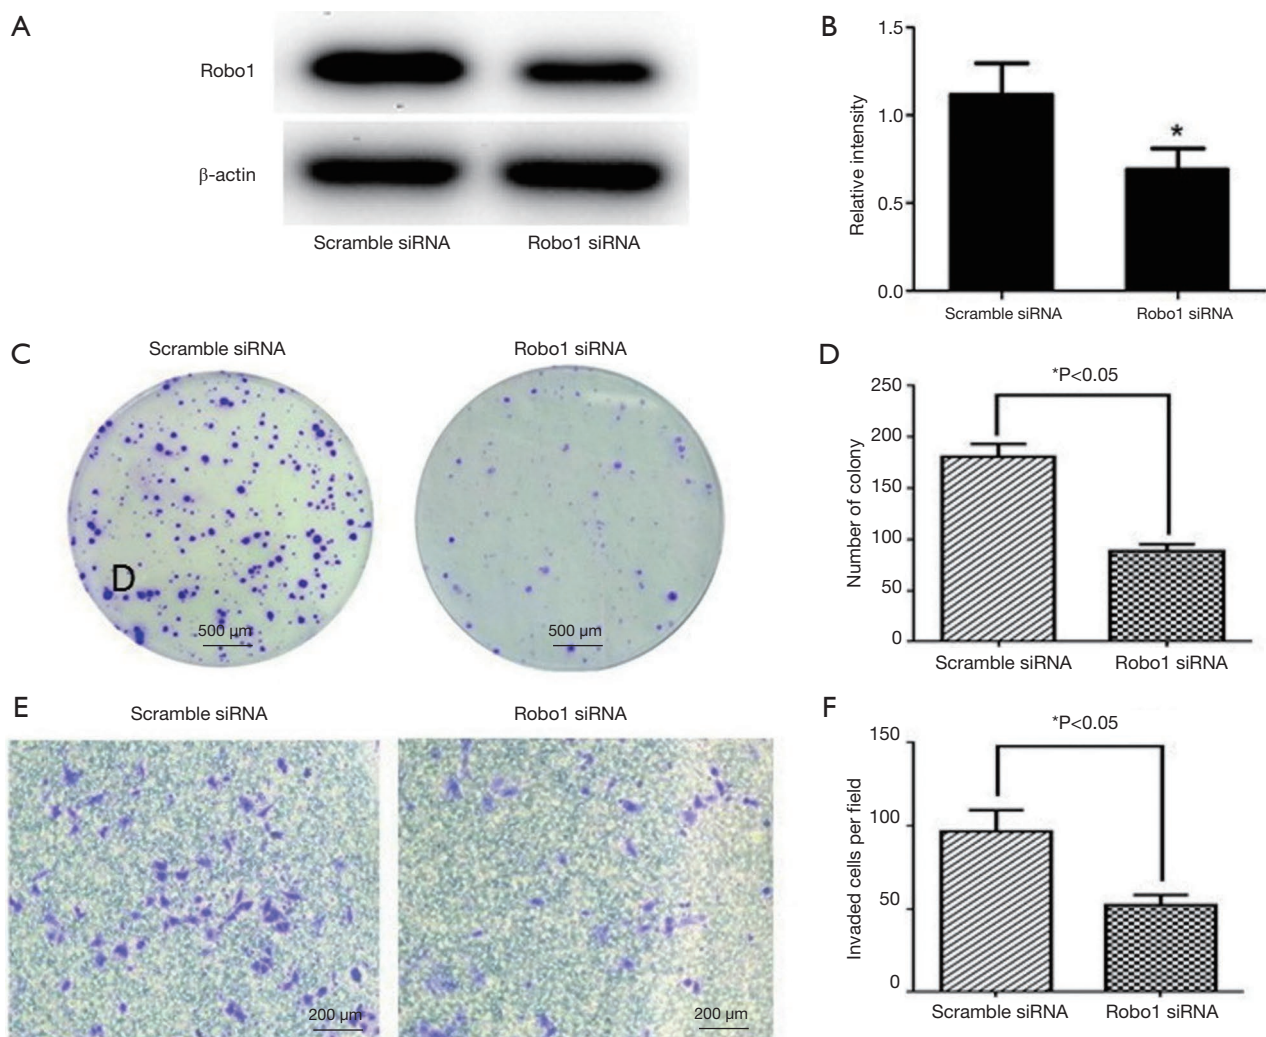 A
Robo1
β-actin
Scramble siRNA Robo1 siRNA
B
1.5
1.0
0.5
0.0
Relative intensity
*
Scramble siRNA Robo1 siRNA
C
Scramble siRNA Robo1 siRNA
D
500 µm 500 µm
D
*P<0.05
250
200
150
100
50
0
Number of colony
Scramble siRNA Robo1 siRNA
E
Scramble siRNA Robo1 siRNA
200 µm 200 µm
F
*P<0.05
150
100
50
0
Invaded cells per field
Scramble siRNA Robo1 siRNA